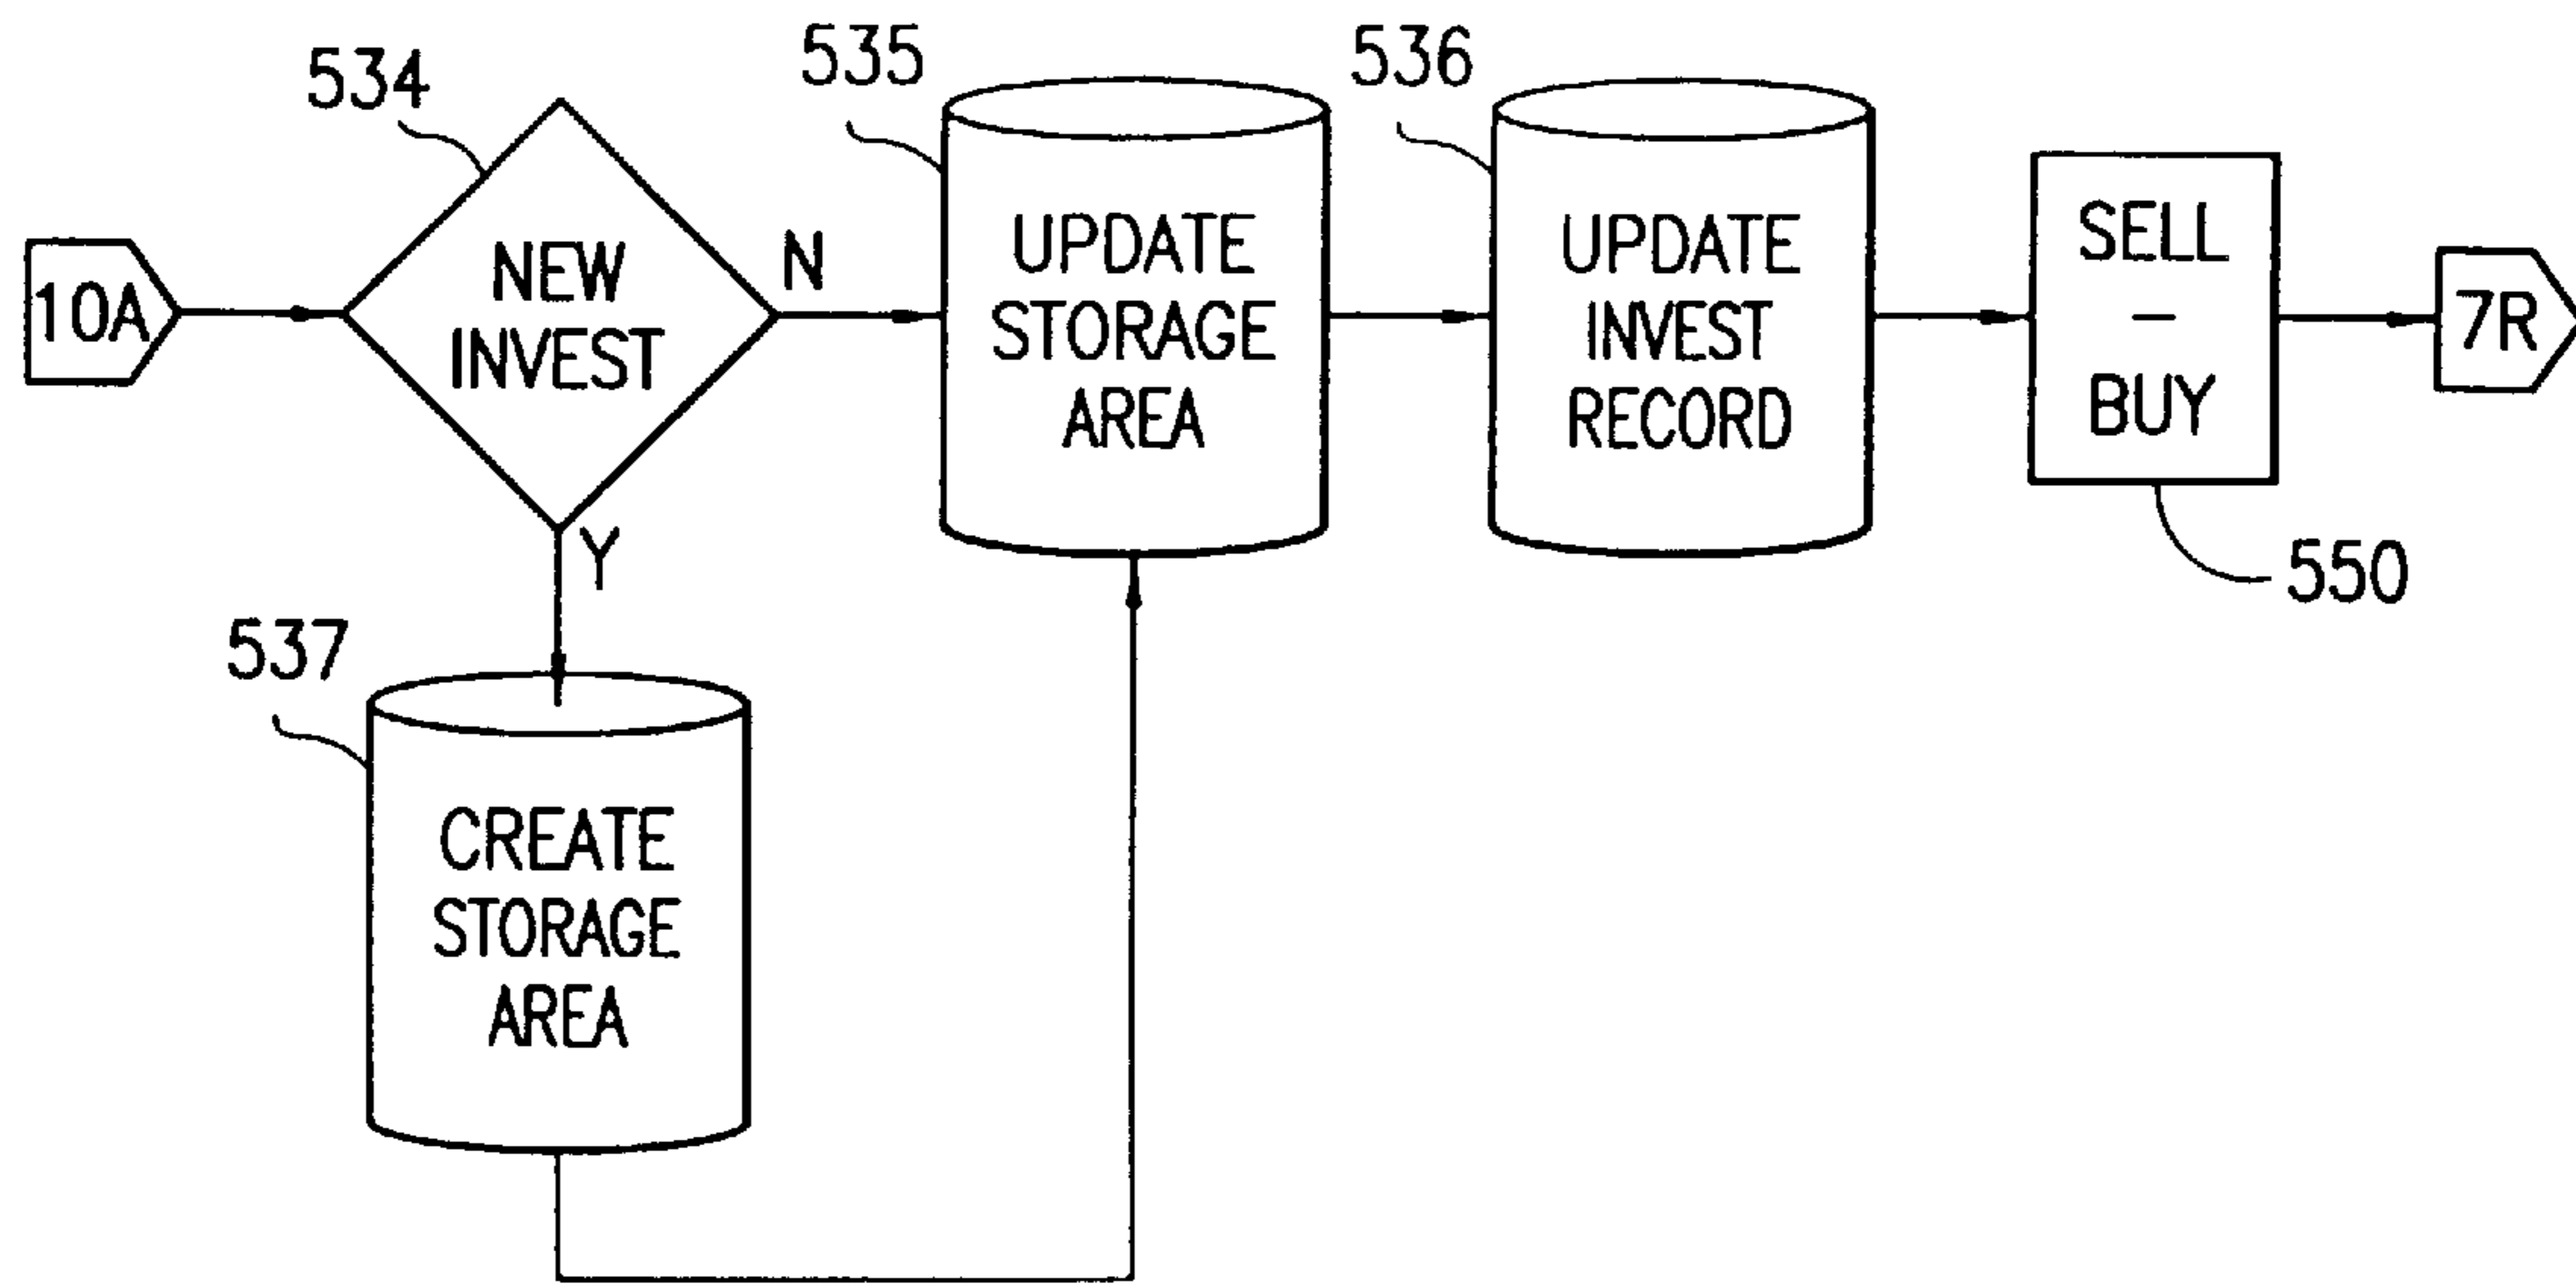 534
535
536
10A
NEW
INVEST
N
Y
UPDATE
STORAGE
AREA
UPDATE
INVEST
RECORD
SELL
-
BUY
7R
550
537
CREATE
STORAGE
AREA